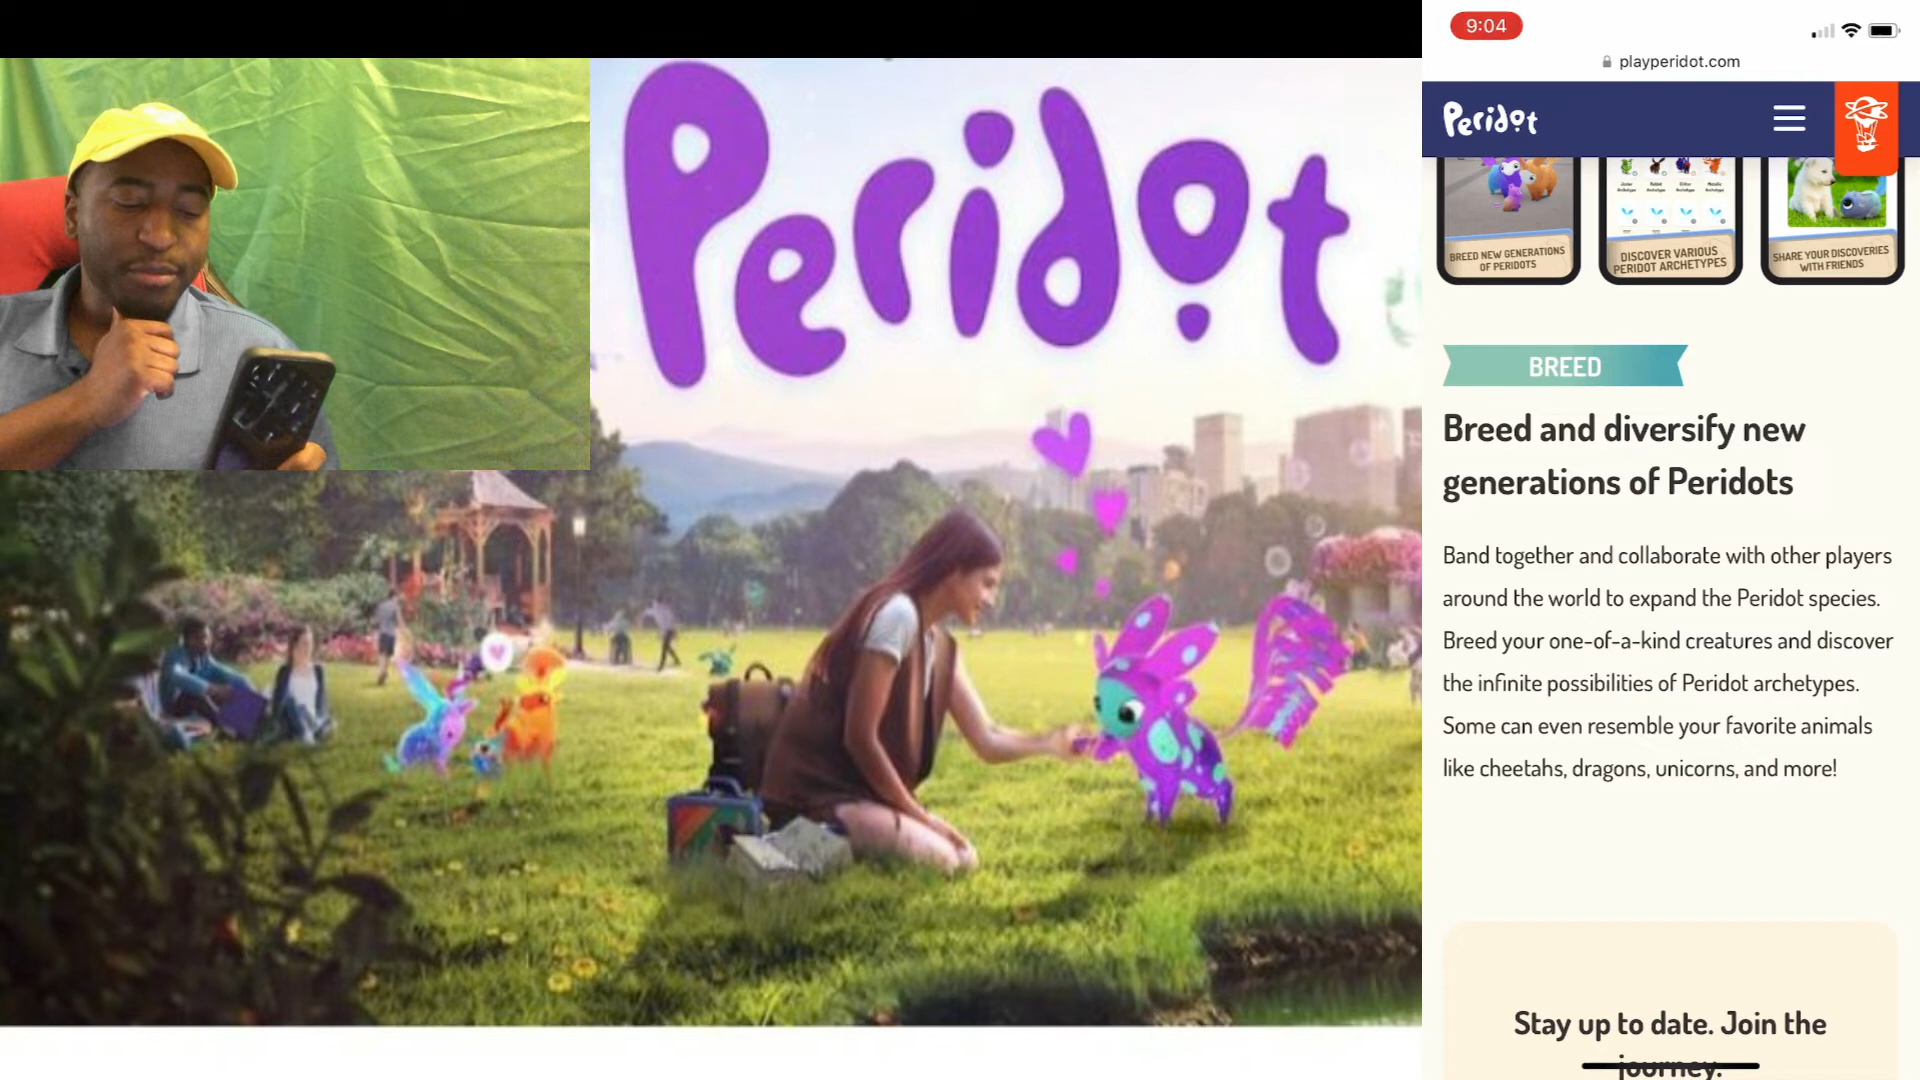 Peridot
9:04
playperidot.com
Peridot
BREED NEW GENERATIONS
OF PERIDOTS
DISCOVER VARIOUS
PERIDOT ARCHETYPES
SHARE YOUR DISCOVERIES
WITH FRIENDS
BREED
Breed and diversify new
generations of Peridots
Band together and collaborate with other players
around the world to expand the Peridot species.
Breed your one-of-a-kind creatures and discover
the infinite possibilities of Peridot archetypes.
Some can even resemble your favorite animals
like cheetahs, dragons, unicorns, and more!
Stay up to date. Join the
journey.